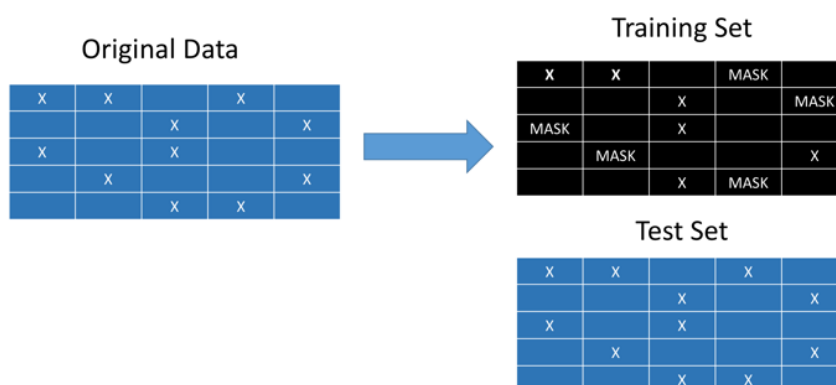 Original Data
X X X
X X
X X
X X
X X
Training Set
X X MASK
X MASK
MASK X
MASK X
X MASK
Test Set
X X X
X X
X X
X X
X X